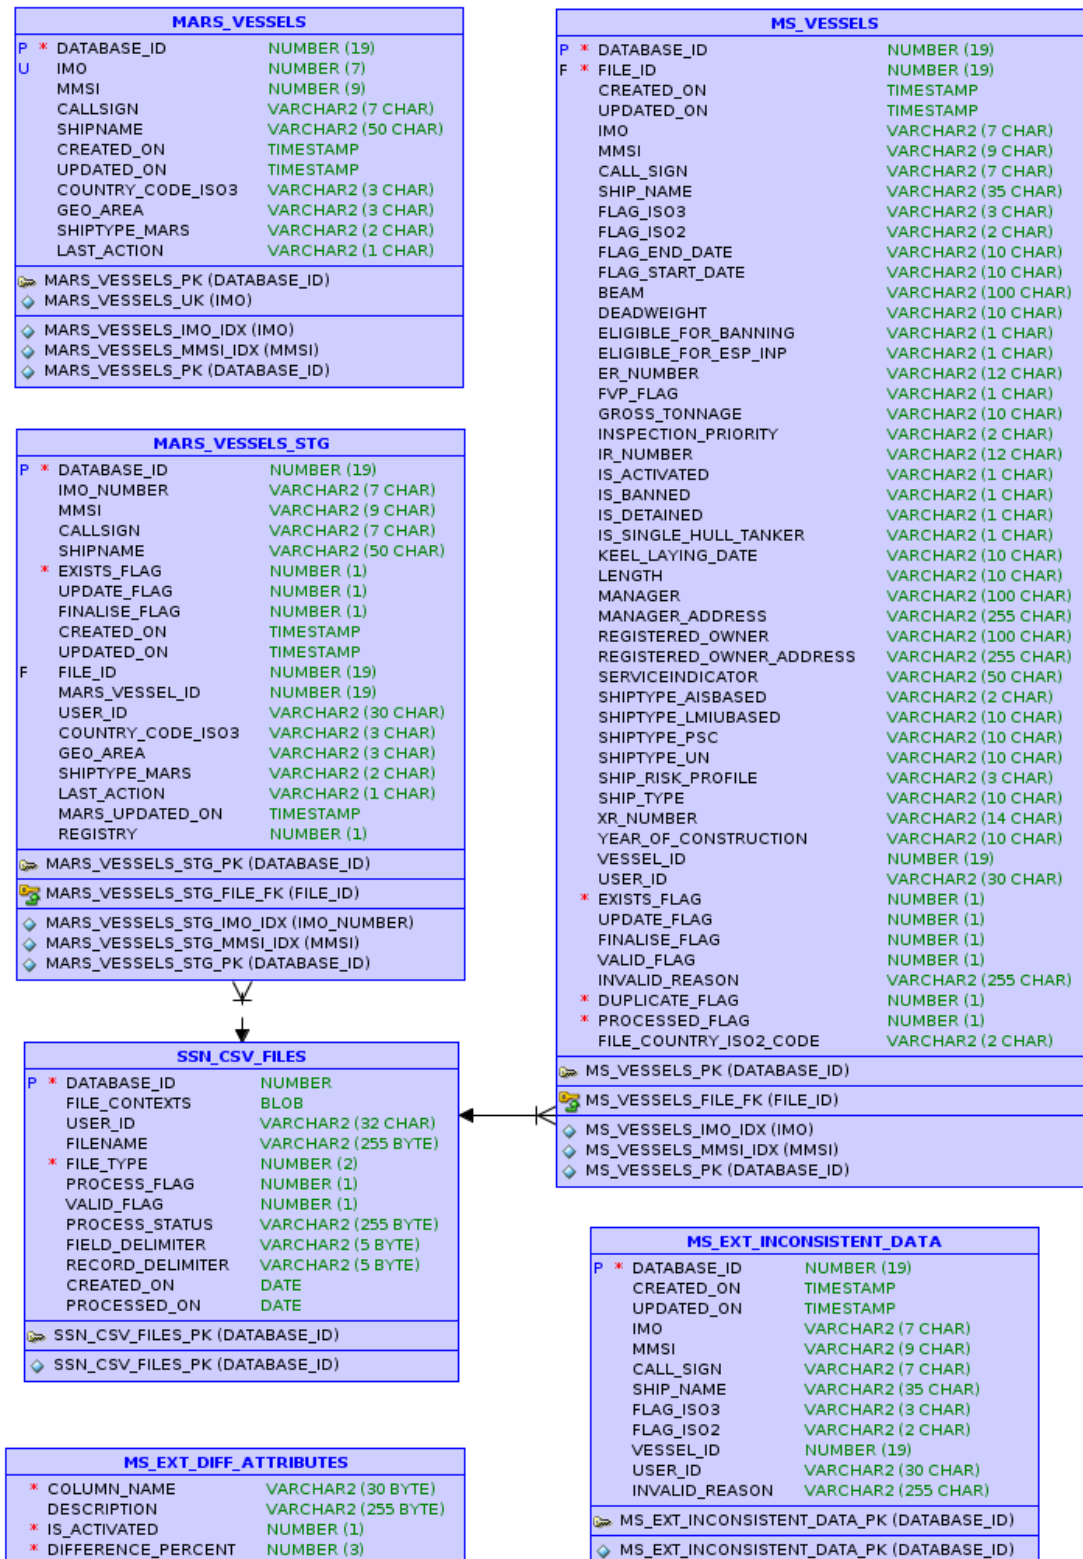 MARS_VESSELS
P * DATABASE_ID NUMBER (19)
U IMO NUMBER (7)
MMSI NUMBER (9)
CALLSIGN VARCHAR2 (7 CHAR)
SHIPNAME VARCHAR2 (50 CHAR)
CREATED_ON TIMESTAMP
UPDATED_ON TIMESTAMP
COUNTRY_CODE_ISO3 VARCHAR2 (3 CHAR)
GEO_AREA VARCHAR2 (3 CHAR)
SHIPTYPE_MARS VARCHAR2 (2 CHAR)
LAST_ACTION VARCHAR2 (1 CHAR)
MARS_VESSELS_PK (DATABASE_ID)
MARS_VESSELS_UK (IMO)
MARS_VESSELS_IMO_IDX (IMO)
MARS_VESSELS_MMSI_IDX (MMSI)
MARS_VESSELS_PK (DATABASE_ID)
MARS_VESSELS_STG
P * DATABASE_ID NUMBER (19)
IMO_NUMBER VARCHAR2 (7 CHAR)
MMSI VARCHAR2 (9 CHAR)
CALLSIGN VARCHAR2 (7 CHAR)
SHIPNAME VARCHAR2 (50 CHAR)
* EXISTS_FLAG NUMBER (1)
UPDATE_FLAG NUMBER (1)
FINALISE_FLAG NUMBER (1)
CREATED_ON TIMESTAMP
UPDATED_ON TIMESTAMP
F FILE_ID NUMBER (19)
MARS_VESSEL_ID NUMBER (19)
USER_ID VARCHAR2 (30 CHAR)
COUNTRY_CODE_ISO3 VARCHAR2 (3 CHAR)
GEO_AREA VARCHAR2 (3 CHAR)
SHIPTYPE_MARS VARCHAR2 (2 CHAR)
LAST_ACTION VARCHAR2 (1 CHAR)
MARS_UPDATED_ON TIMESTAMP
REGISTRY NUMBER (1)
MARS_VESSELS_STG_PK (DATABASE_ID)
MARS_VESSELS_STG_FILE_FK (FILE_ID)
MARS_VESSELS_STG_IMO_IDX (IMO_NUMBER)
MARS_VESSELS_STG_MMSI_IDX (MMSI)
MARS_VESSELS_STG_PK (DATABASE_ID)
SSN_CSV_FILES
P * DATABASE_ID NUMBER
FILE_CONTEXTS BLOB
USER_ID VARCHAR2 (32 CHAR)
FILENAME VARCHAR2 (255 BYTE)
* FILE_TYPE NUMBER (2)
PROCESS_FLAG NUMBER (1)
VALID_FLAG NUMBER (1)
PROCESS_STATUS VARCHAR2 (255 BYTE)
FIELD_DELIMITER VARCHAR2 (5 BYTE)
RECORD_DELIMITER VARCHAR2 (5 BYTE)
CREATED_ON DATE
PROCESSED_ON DATE
SSN_CSV_FILES_PK (DATABASE_ID)
SSN_CSV_FILES_PK (DATABASE_ID)
MS_EXT_DIFF_ATTRIBUTES
* COLUMN_NAME VARCHAR2 (30 BYTE)
DESCRIPTION VARCHAR2 (255 BYTE)
* IS_ACTIVATED NUMBER (1)
* DIFFERENCE_PERCENT NUMBER (3)
MS_VESSELS
P * DATABASE_ID NUMBER (19)
F * FILE_ID NUMBER (19)
CREATED_ON TIMESTAMP
UPDATED_ON TIMESTAMP
IMO VARCHAR2 (7 CHAR)
MMSI VARCHAR2 (9 CHAR)
CALL_SIGN VARCHAR2 (7 CHAR)
SHIP_NAME VARCHAR2 (35 CHAR)
FLAG_ISO3 VARCHAR2 (3 CHAR)
FLAG_ISO2 VARCHAR2 (2 CHAR)
FLAG_END_DATE VARCHAR2 (10 CHAR)
FLAG_START_DATE VARCHAR2 (10 CHAR)
BEAM VARCHAR2 (100 CHAR)
DEADWEIGHT VARCHAR2 (10 CHAR)
ELIGIBLE_FOR_BANNING VARCHAR2 (1 CHAR)
ELIGIBLE_FOR_ESP_INP VARCHAR2 (1 CHAR)
ER_NUMBER VARCHAR2 (12 CHAR)
FVP_FLAG VARCHAR2 (1 CHAR)
GROSS_TONNAGE VARCHAR2 (10 CHAR)
INSPECTION_PRIORITY VARCHAR2 (2 CHAR)
IR_NUMBER VARCHAR2 (12 CHAR)
IS_ACTIVATED VARCHAR2 (1 CHAR)
IS_BANNED VARCHAR2 (1 CHAR)
IS_DETAINED VARCHAR2 (1 CHAR)
IS_SINGLE_HULL_TANKER VARCHAR2 (1 CHAR)
KEEL_LAYING_DATE VARCHAR2 (10 CHAR)
LENGTH VARCHAR2 (10 CHAR)
MANAGER VARCHAR2 (100 CHAR)
MANAGER_ADDRESS VARCHAR2 (255 CHAR)
REGISTERED_OWNER VARCHAR2 (100 CHAR)
REGISTERED_OWNER_ADDRESS VARCHAR2 (255 CHAR)
SERVICEINDICATOR VARCHAR2 (50 CHAR)
SHIPTYPE_AISBASED VARCHAR2 (2 CHAR)
SHIPTYPE_LMIUBASED VARCHAR2 (10 CHAR)
SHIPTYPE_PSC VARCHAR2 (10 CHAR)
SHIPTYPE_UN VARCHAR2 (10 CHAR)
SHIP_RISK_PROFILE VARCHAR2 (3 CHAR)
SHIP_TYPE VARCHAR2 (10 CHAR)
XR_NUMBER VARCHAR2 (14 CHAR)
YEAR_OF_CONSTRUCTION VARCHAR2 (10 CHAR)
VESSEL_ID NUMBER (19)
USER_ID VARCHAR2 (30 CHAR)
* EXISTS_FLAG NUMBER (1)
UPDATE_FLAG NUMBER (1)
FINALISE_FLAG NUMBER (1)
VALID_FLAG NUMBER (1)
INVALID_REASON VARCHAR2 (255 CHAR)
* DUPLICATE_FLAG NUMBER (1)
* PROCESSED_FLAG NUMBER (1)
FILE_COUNTRY_ISO2_CODE VARCHAR2 (2 CHAR)
MS_VESSELS_PK (DATABASE_ID)
MS_VESSELS_FILE_FK (FILE_ID)
MS_VESSELS_IMO_IDX (IMO)
MS_VESSELS_MMSI_IDX (MMSI)
MS_VESSELS_PK (DATABASE_ID)
MS_EXT_INCONSISTENT_DATA
P * DATABASE_ID NUMBER (19)
CREATED_ON TIMESTAMP
UPDATED_ON TIMESTAMP
IMO VARCHAR2 (7 CHAR)
MMSI VARCHAR2 (9 CHAR)
CALL_SIGN VARCHAR2 (7 CHAR)
SHIP_NAME VARCHAR2 (35 CHAR)
FLAG_ISO3 VARCHAR2 (3 CHAR)
FLAG_ISO2 VARCHAR2 (2 CHAR)
VESSEL_ID NUMBER (19)
USER_ID VARCHAR2 (30 CHAR)
INVALID_REASON VARCHAR2 (255 CHAR)
MS_EXT_INCONSISTENT_DATA_PK (DATABASE_ID)
MS_EXT_INCONSISTENT_DATA_PK (DATABASE_ID)